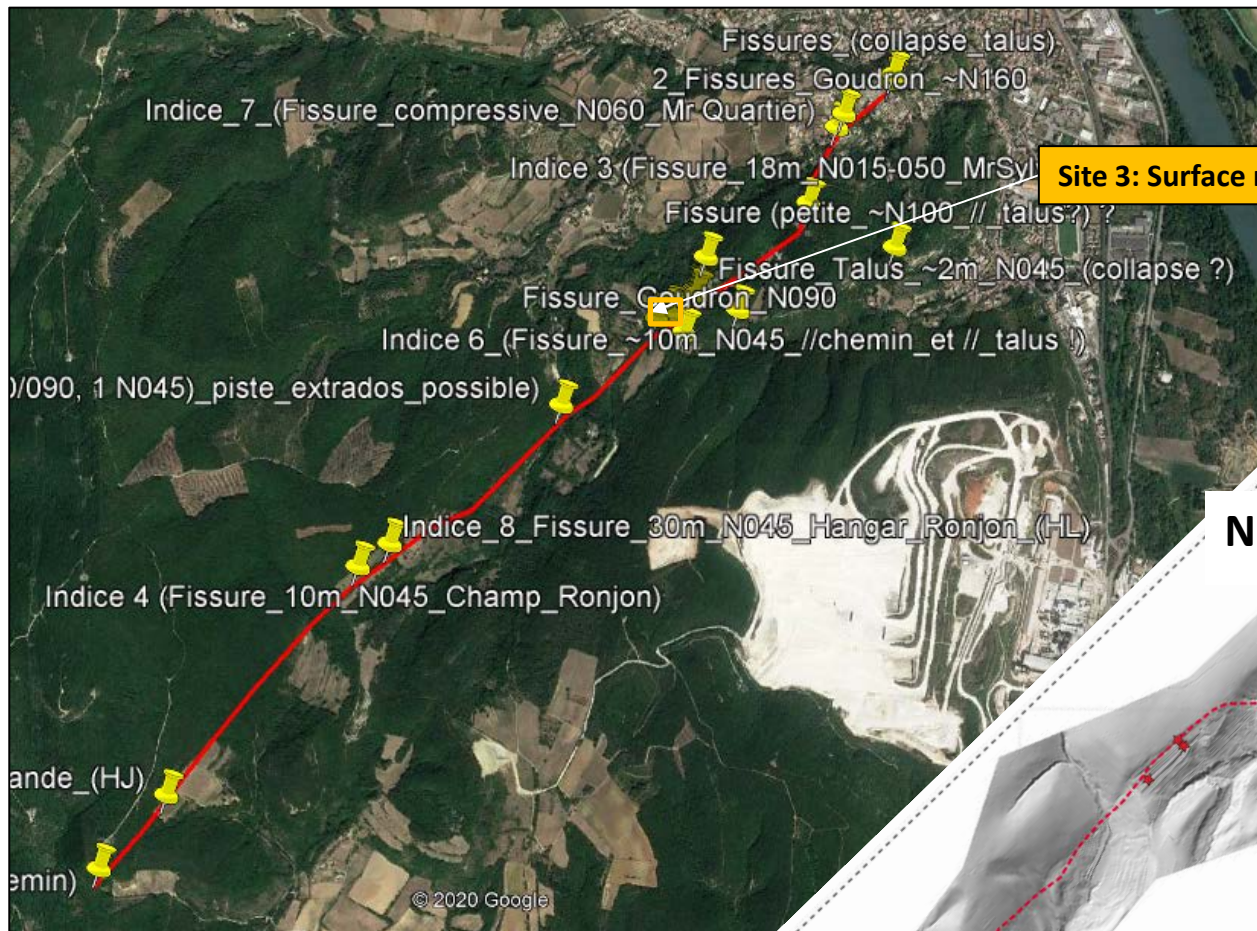 Fissures_(collapse_talus)
2_Fissures_Goudron_~N160
Indice_7_(Fissure_compressive_N060_Mr Quartier)
Indice 3 (Fissure_18m_N015-050_MrSylv
Site 3: Surface r
Fissure (petite_~N100_//_talus?) ?
Fissure_Talus_~2m_N045_(collapse ?)
Fissure_Goudron_N090
Indice 6_(Fissure_~10m_N045_//chemin_et //_talus !)
0/090, 1 N045)_piste_extrados_possible)
Indice_8_Fissure_30m_N045_Hangar_Ronjon_(HL)
N
Indice 4 (Fissure_10m_N045_Champ_Ronjon)
ande_(HJ)
emin)
© 2020 Google